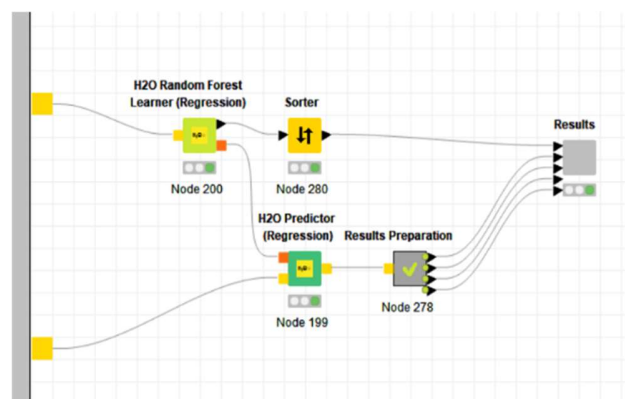 H2O Random Forest
Learner (Regression)
Sorter
Results
Node 200
Node 280
H2O Predictor
(Regression)
Results Preparation
Node 278
Node 199